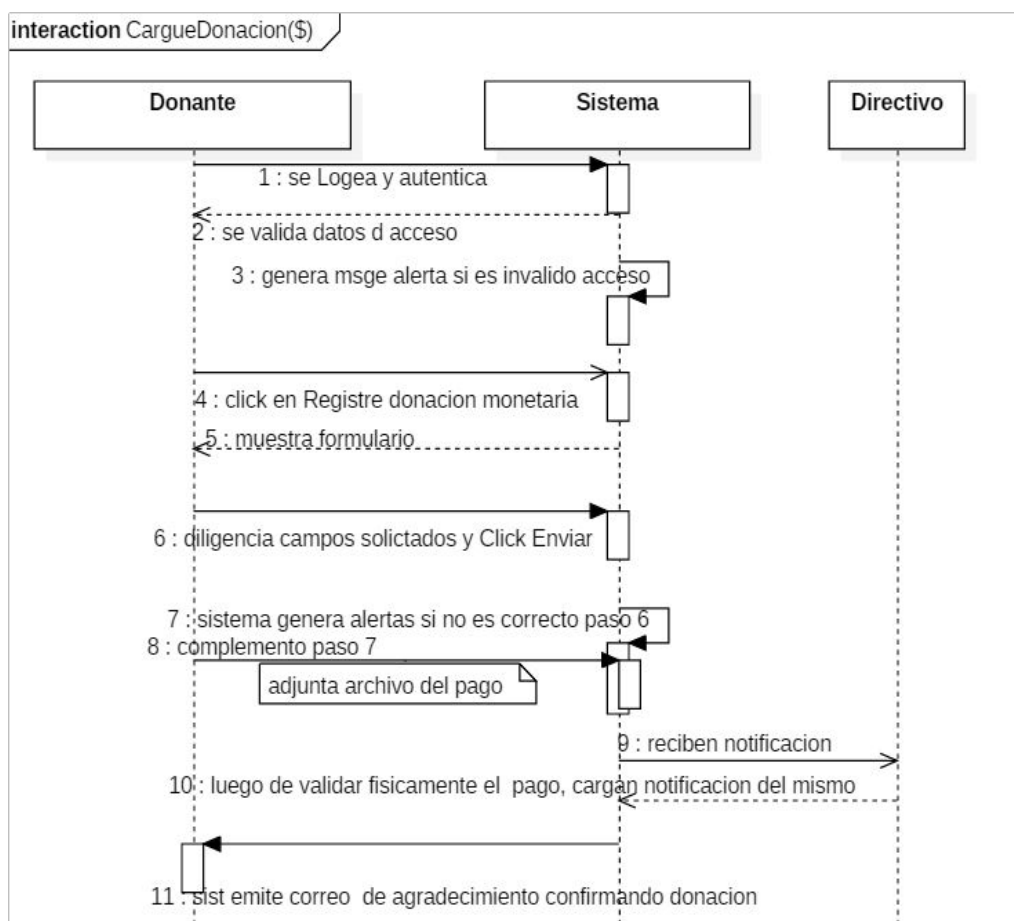 interaction CargueDonacion($)
Donante
Sistema
Directivo
1 : se Logea y autentica
2 : se valida datos d acceso
3 : genera msge alerta si es invalido acceso
4 : click en Registre donacion monetaria
5 : muestra formulario
6 : diligencia campos solictados y Click Enviar
7 : sistema genera alertas si no es correcto paso 6
8 : complemento paso 7
adjunta archivo del pago
9 : reciben notificacion
10 : luego de validar fisicamente el pago, cargan notificacion del mismo
11 : sist emite correo de agradecimiento confirmando donacion